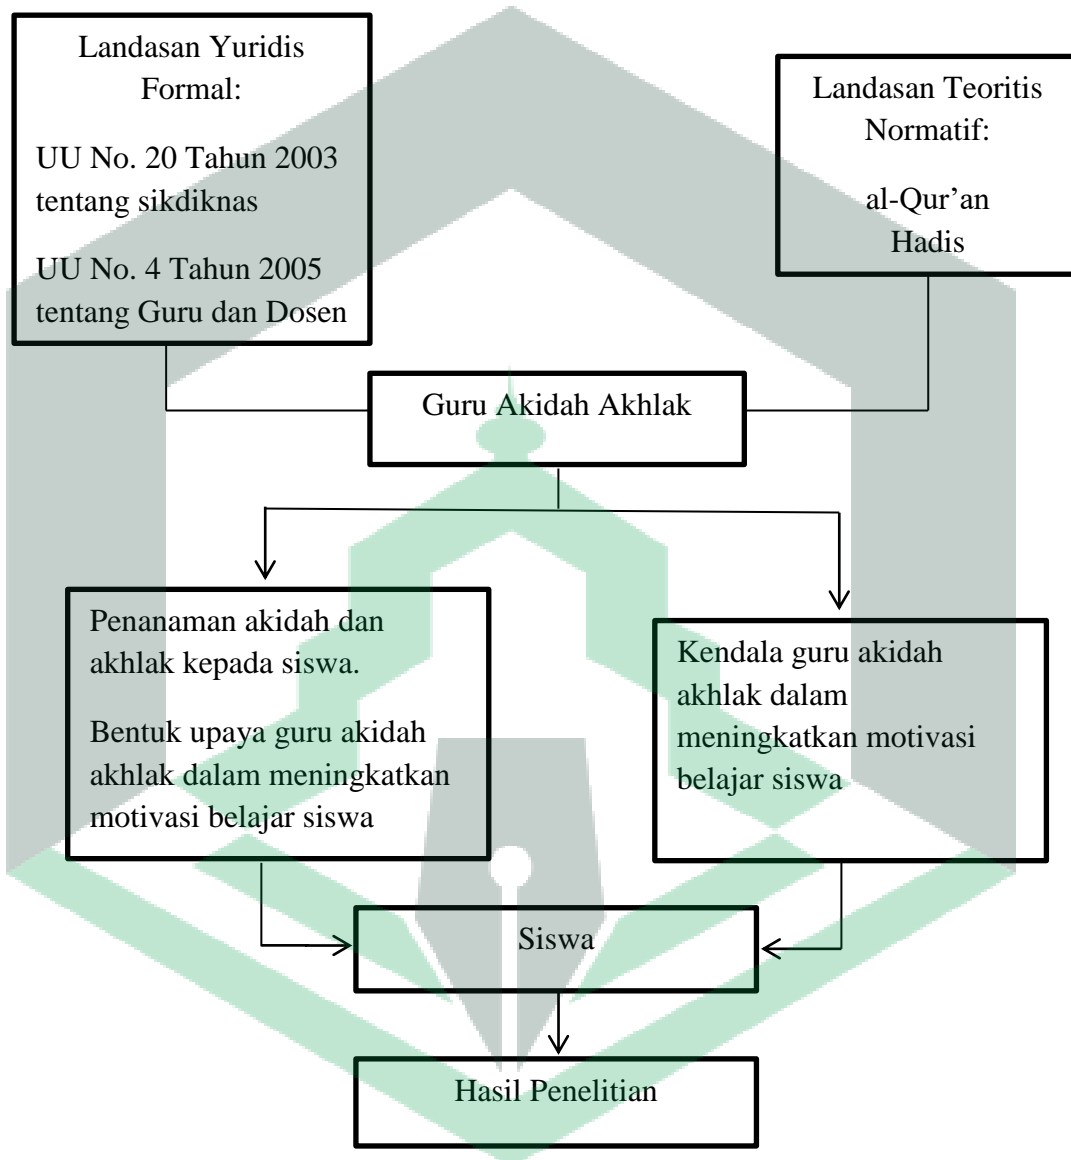 Landasan Yuridis
Formal:
UU No. 20 Tahun 2003
tentang sikdiknas
UU No. 4 Tahun 2005
tentang Guru dan Dosen
Landasan Teoritis
Normatif:
al-Qur’an
Hadis
Guru Akidah Akhlak
Penanaman akidah dan
akhlak kepada siswa.
Bentuk upaya guru akidah
akhlak dalam meningkatkan
motivasi belajar siswa
Kendala guru akidah
akhlak dalam
meningkatkan motivasi
belajar siswa
Siswa
Hasil Penelitian